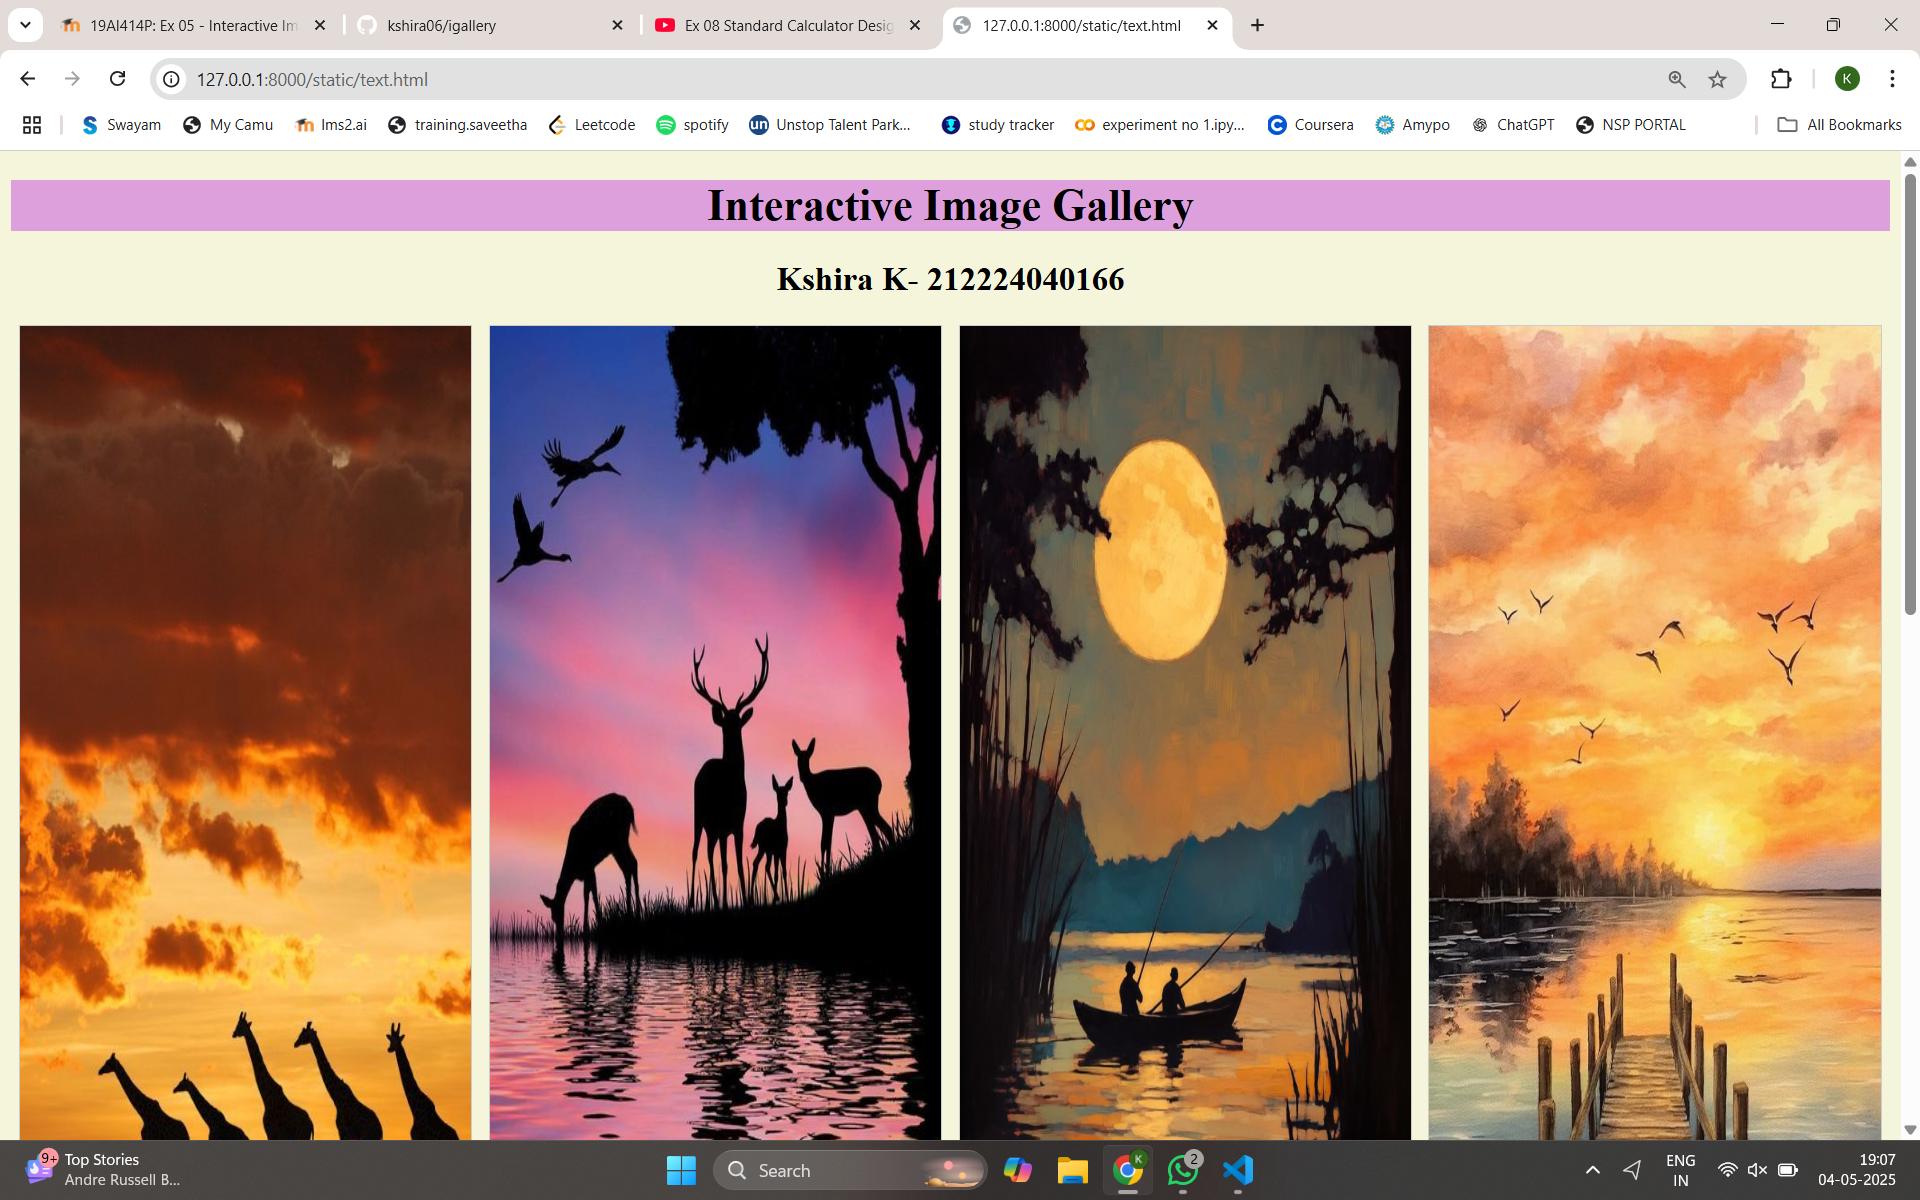 19AI414P: Ex 05 - Interactive Im
kshira06/igallery
Ex 08 Standard Calculator Desig
127.0.0.1:8000/static/text.html
127.0.0.1:8000/static/text.html
K
Swayam
My Camu
lms2.ai
training.saveetha
Leetcode
spotify
un Unstop Talent Park...
study tracker
experiment no 1.ipy...
Coursera
Amypo
ChatGPT
NSP PORTAL
All Bookmarks
Interactive Image Gallery
Kshira K- 212224040166
9+
Top Stories
Andre Russell B...
Search
K
2
ENG
IN
19:07
04-05-2025